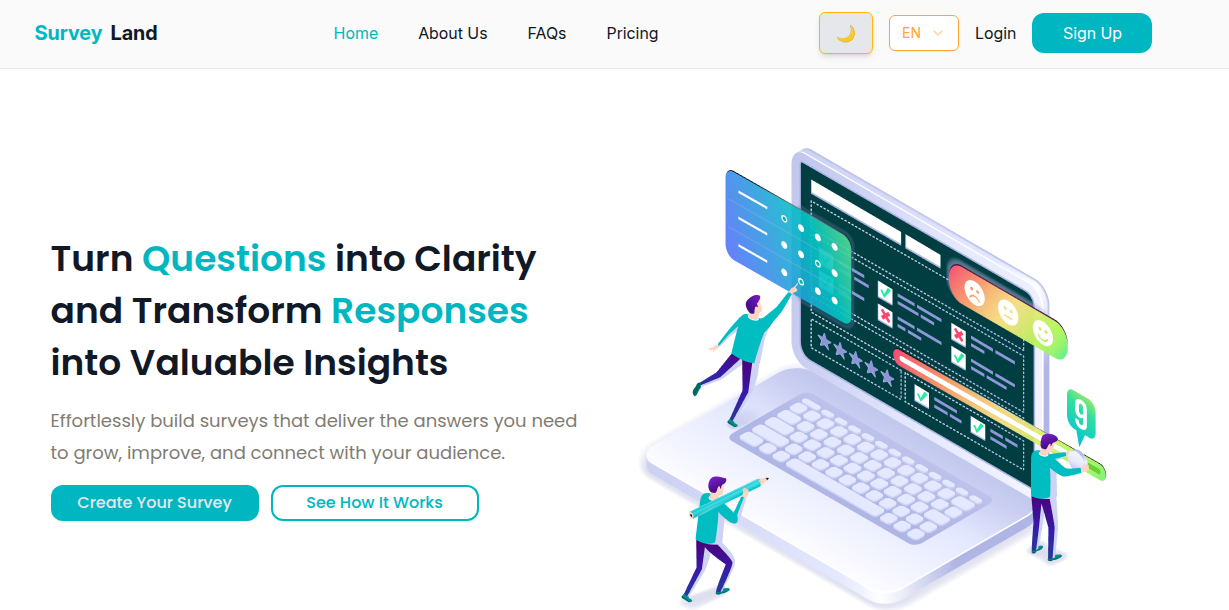 Survey Land
Home
About Us
FAQs
Pricing
EN
Login
Sign Up
Turn Questions into Clarity
and Transform Responses
into Valuable Insights
Effortlessly build surveys that deliver the answers you need
to grow, improve, and connect with your audience.
Create Your Survey
See How It Works
9